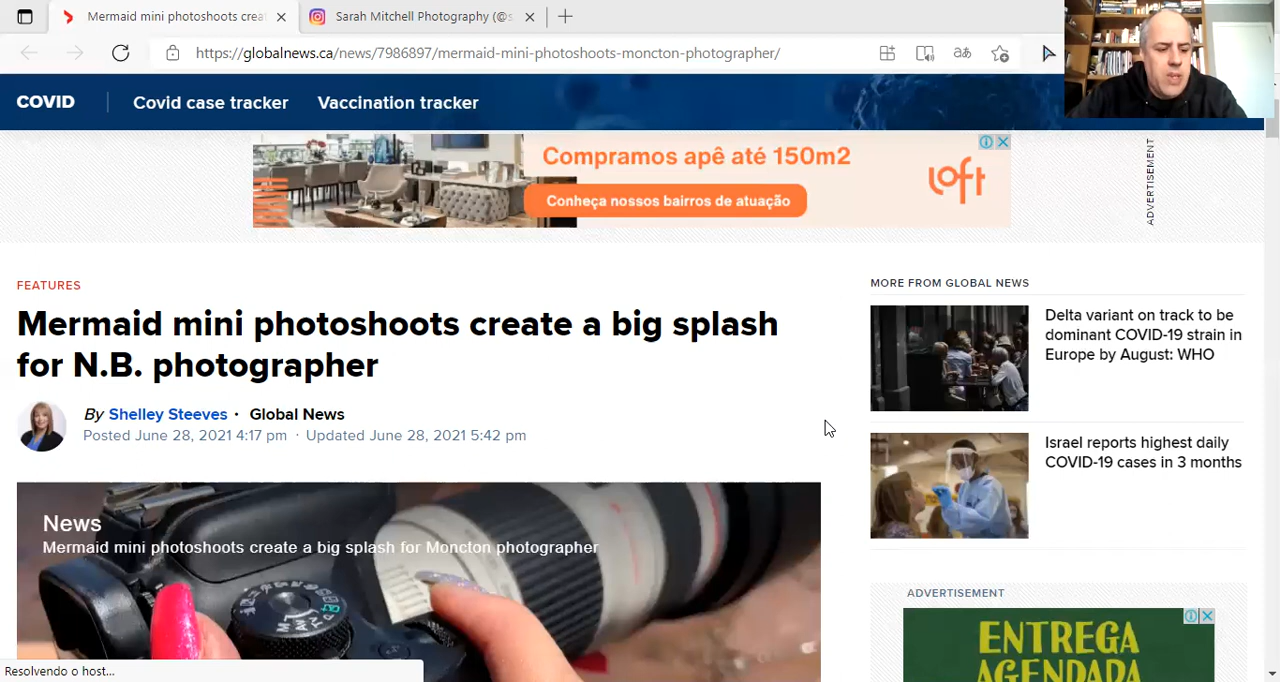 Mermaid mini photoshoots creat
Sarah Mitchell Photography (@s
https://globalnews.ca/news/7986897/mermaid-mini-photoshoots-moncton-photographer/
COVID
Covid case tracker
Vaccination tracker
Compramos apê até 150m2
Conheça nossos bairros de atuação
loft
ADVERTISEMENT
FEATURES
Mermaid mini photoshoots create a big splash
for N.B. photographer
By Shelley Steeves · Global News
Posted June 28, 2021 4:17 pm · Updated June 28, 2021 5:42 pm
News
Mermaid mini photoshoots create a big splash for Moncton photographer
MORE FROM GLOBAL NEWS
Delta variant on track to be
dominant COVID-19 strain in
Europe by August: WHO
Israel reports highest daily
COVID-19 cases in 3 months
ADVERTISEMENT
ENTREGA
AGENDADA
Resolvendo o host...